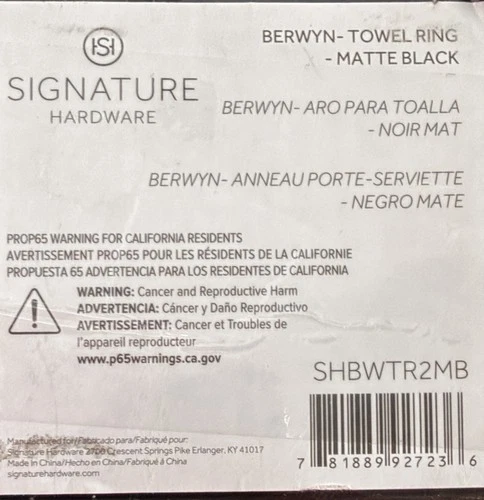 SH
SIGNATURE
HARDWARE
BERWYN- TOWEL RING
- MATTE BLACK
BERWYN- ARO PARA TOALLA
- NOIR MAT
BERWYN- ANNEAU PORTE-SERVIETTE
- NEGRO MATE
PROP65 WARNING FOR CALIFORNIA RESIDENTS
AVERTISSEMENT PROP65 POUR LES RÉSIDENTS DE LA CALIFORNIE
PROPUESTA 65 ADVERTENCIA PARA LOS RESIDENTES DE CALIFORNIA
WARNING: Cancer and Reproductive Harm
ADVERTENCIA: Cáncer y Daño Reproductivo
AVERTISSEMENT: Cancer et Troubles de
l'appareil reproducteur
www.p65warnings.ca.gov
SHBWTR2MB
7 81889 92723 6
Manufactured for/Fabricado para/Fabriqué pour:
Signature Hardware 2700 Crescent Springs Pike Erlanger, KY 41017
Made in China/Hecho en China/Fabriqué à China
signaturehardware.com